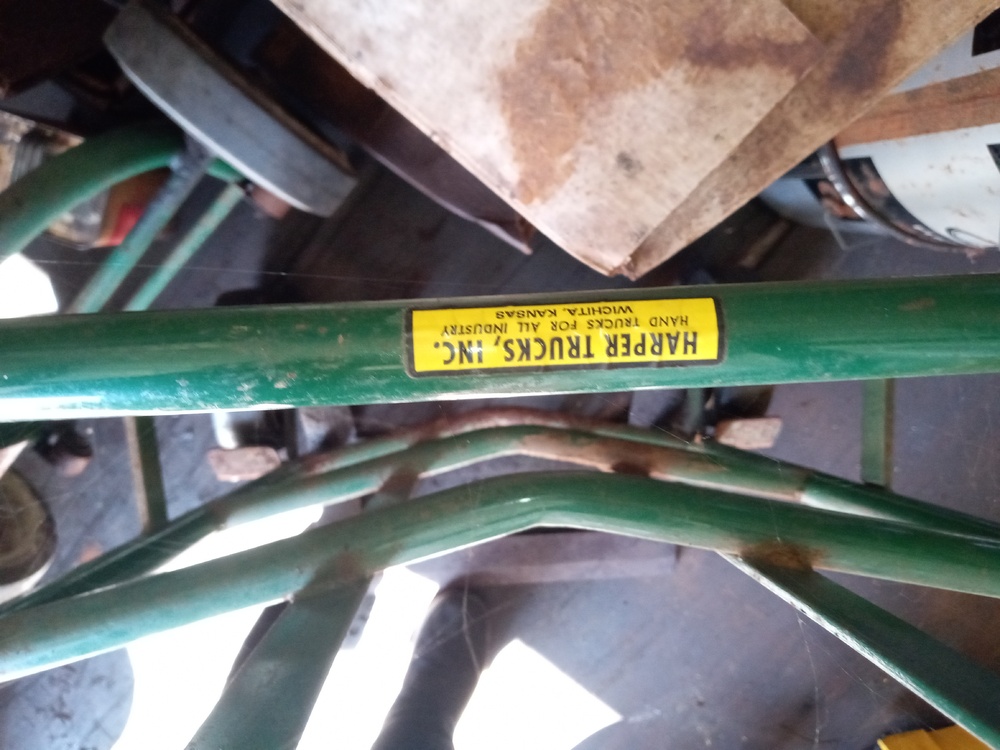 HARPER TRUCKS, INC.
HAND TRUCKS FOR ALL INDUSTRY
WICHITA, KANSAS